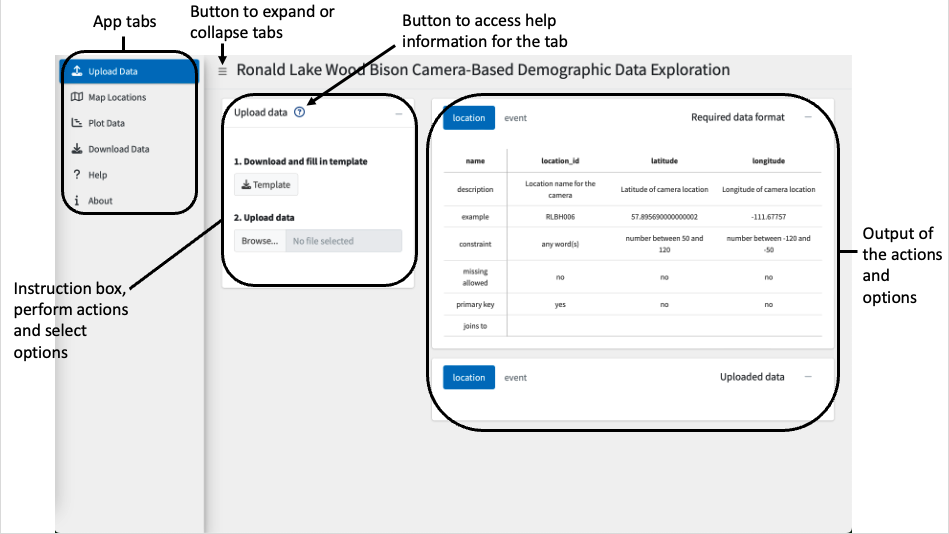 App tabs
Button to expand or
collapse tabs
Button to access help
information for the tab
Upload Data
Map Locations
Plot Data
Download Data
? Help
i About
Ronald Lake Wood Bison Camera-Based Demographic Data Exploration
Upload data ?
1. Download and fill in template
Template
2. Upload data
Browse... No file selected
location event Required data format
name location_id latitude longitude
description Location name for the
camera Latitude of camera location Longitude of camera location
example RLBH006 57.895690000000002 -111.67757
constraint any word(s) number between 50 and
120 number between -120 and
-50
missing
allowed no no no
primary key yes no no
joins to
location event Uploaded data
Instruction box,
perform actions
and select
options
Output of
the actions
and
options